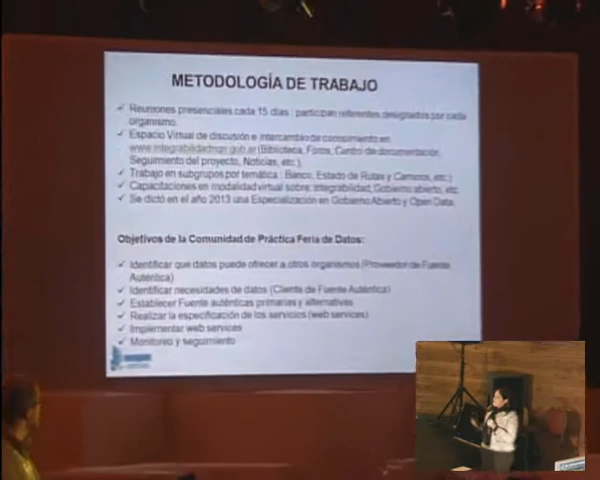 METODOLOGÍA DE TRABAJO
✓ Reuniones presenciales cada 15 días : participan referentes designados por cada
organismo.
✓ Espacio Virtual de discusión e intercambio de conocimiento en
(Biblioteca, Foros, Centro de documentación,
Seguimiento del proyecto, Noticias, etc.)
✓ Trabajo en subgrupos por temática : Banco, Estado de Rutas y Caminos, etc.)
✓ Capacitaciones en modalidad virtual sobre: integrabilidad, Gobierno abierto, etc
✓ Se dictó en el año 2013 una Especialización en Gobierno Abierto y Open Data.
Objetivos de la Comunidad de Práctica Feria de Datos:
✓ Identificar que datos puede ofrecer a otros organismos (Proveedor de Fuente
Auténtica)
✓ Identificar necesidades de datos (Cliente de Fuente Auténtica)
✓ Establecer Fuente auténticas primarias y alternativas
✓ Realizar la especificación de los servicios (web services)
✓ Implementar web services
✓ Monitoreo y seguimiento